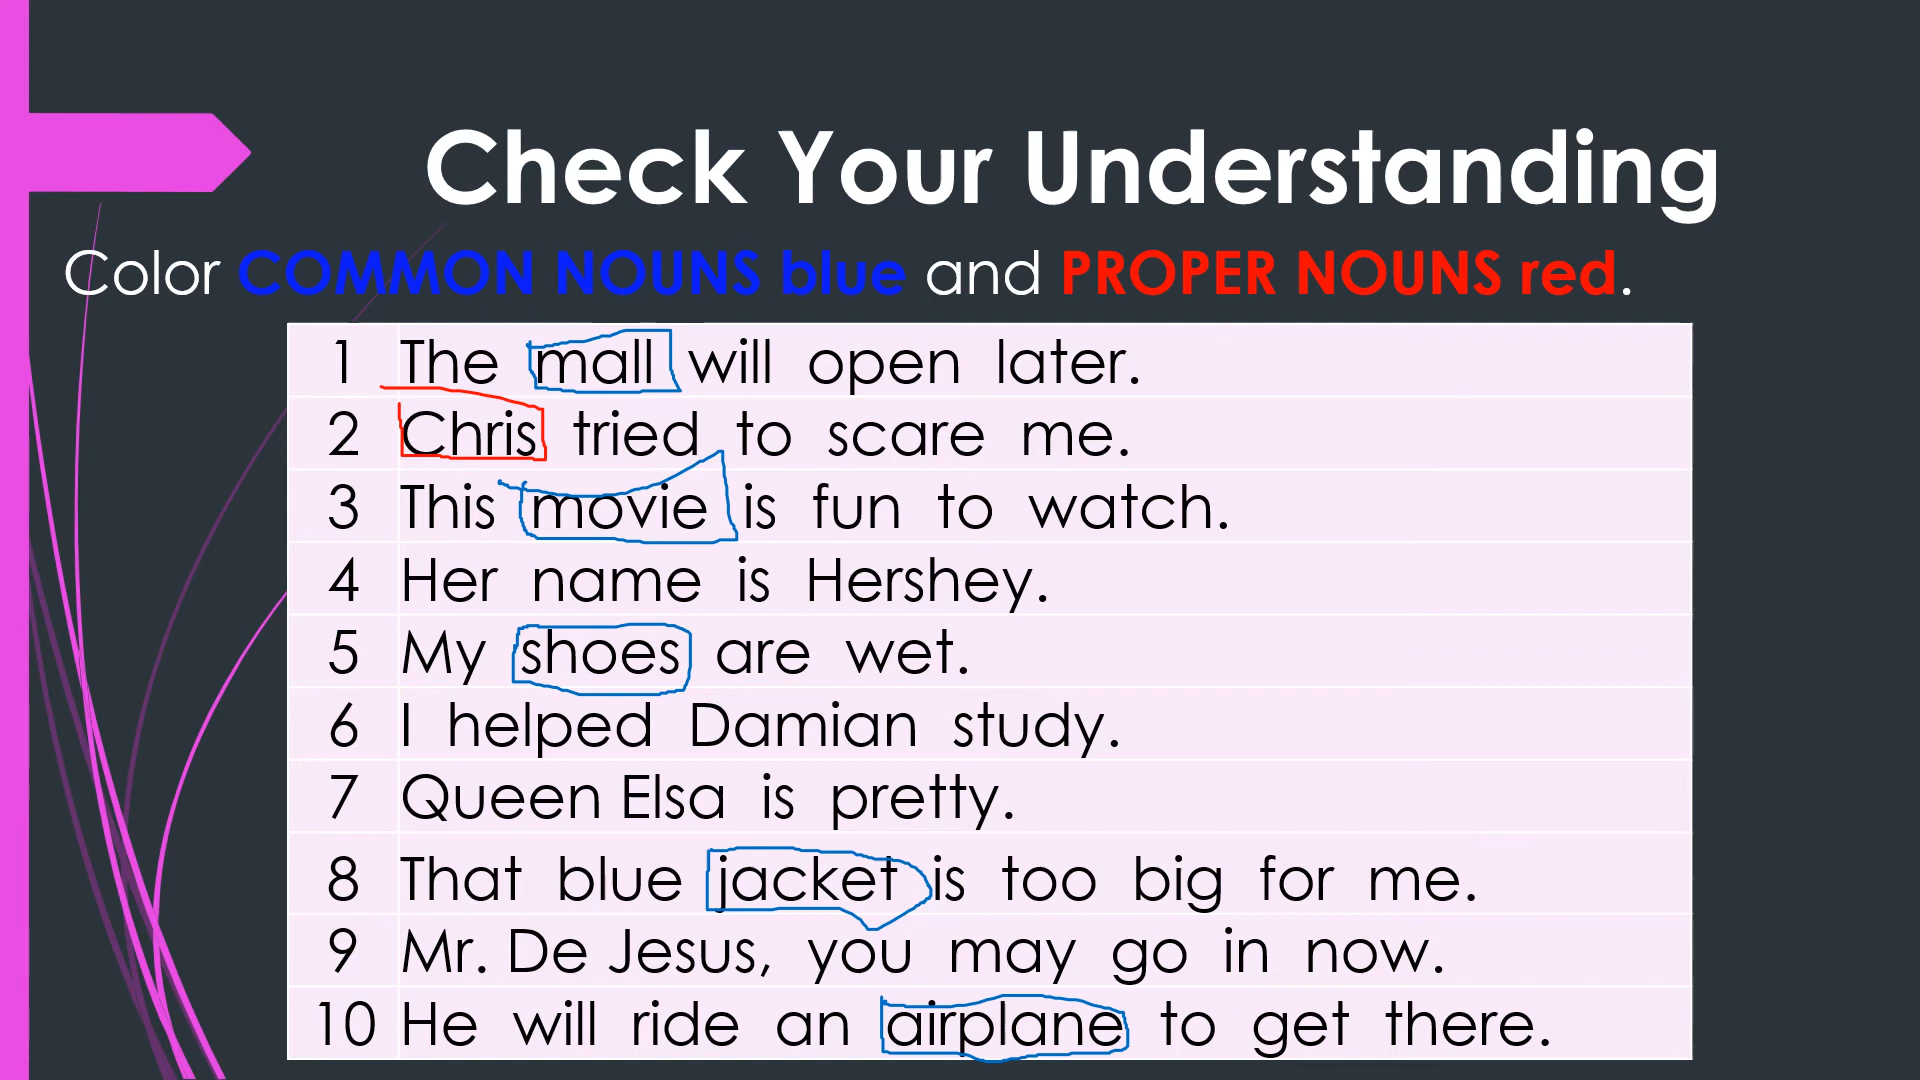 Check Your Understanding
Color COMMON NOUNS blue and PROPER NOUNS red.
1 The mall will open later.
2 Chris tried to scare me.
3 This movie is fun to watch.
4 Her name is Hershey.
5 My shoes are wet.
6 I helped Damian study.
7 Queen Elsa is pretty.
8 That blue jacket is too big for me.
9 Mr. De Jesus, you may go in now.
10 He will ride an airplane to get there.